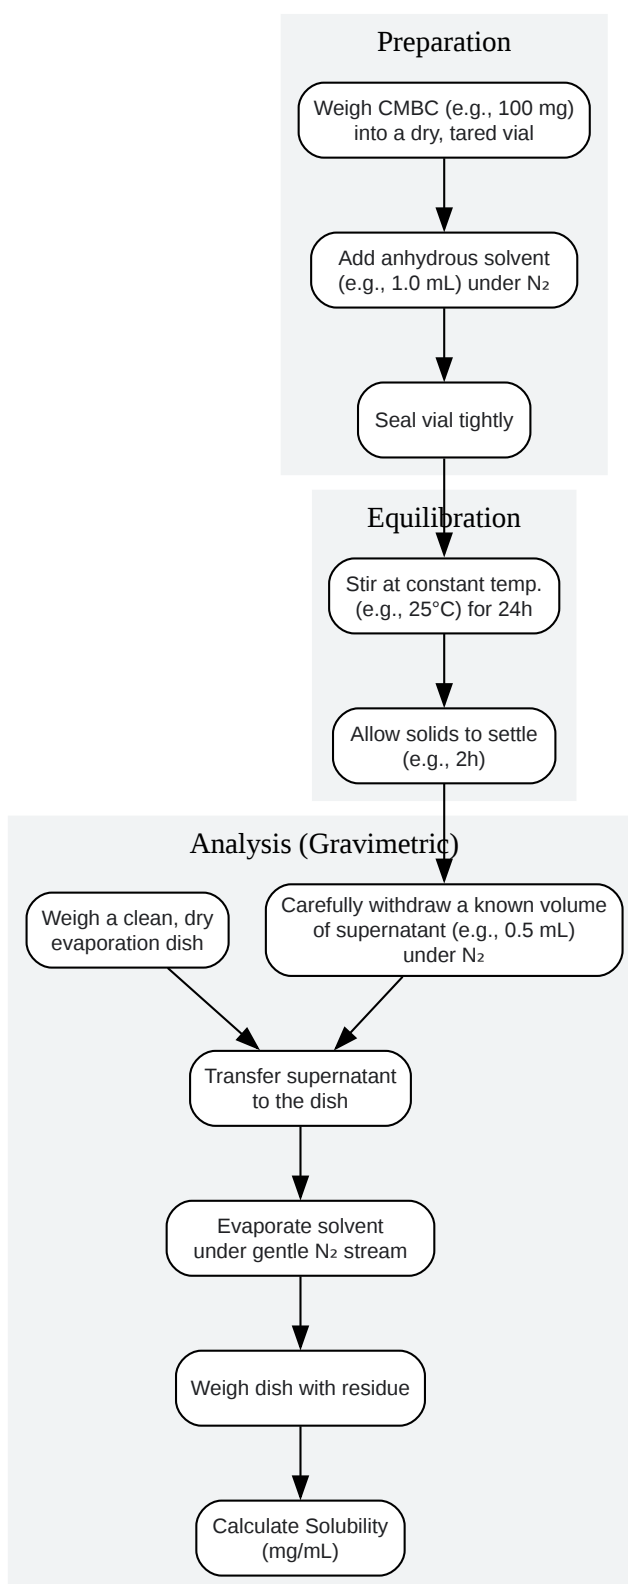 Preparation
Weigh CMBC (e.g., 100 mg)
into a dry, tared vial
Add anhydrous solvent
(e.g., 1.0 mL) under N₂
Seal vial tightly
Equilibration
Stir at constant temp.
(e.g., 25°C) for 24h
Allow solids to settle
(e.g., 2h)
Analysis (Gravimetric)
Weigh a clean, dry
evaporation dish
Carefully withdraw a known volume
of supernatant (e.g., 0.5 mL)
under N₂
Transfer supernatant
to the dish
Evaporate solvent
under gentle N₂ stream
Weigh dish with residue
Calculate Solubility
(mg/mL)